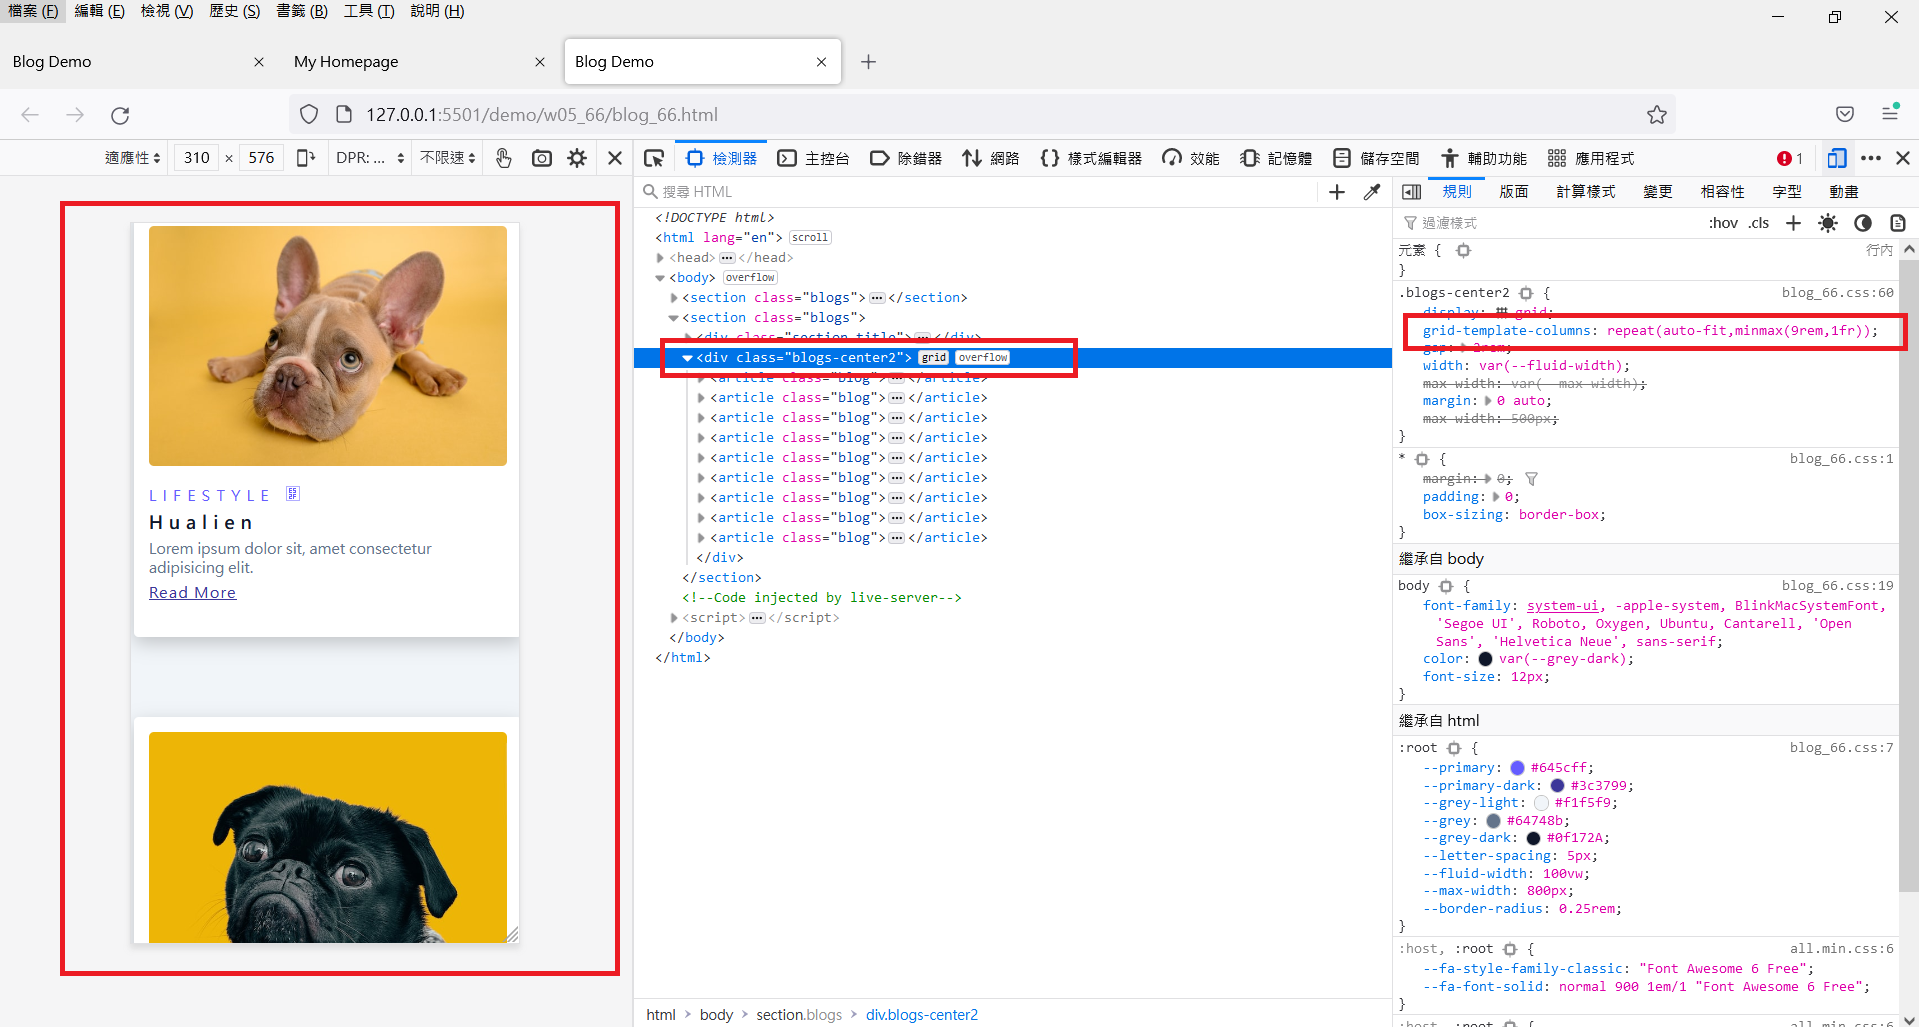 檔案 (F) 編輯 (E) 檢視 (V) 歷史 (S) 書籤 (B) 工具 (T) 說明 (H)
Blog Demo
My Homepage
Blog Demo
127.0.0.1:5501/demo/w05_66/blog_66.html
適應性 310 × 576 DPR: ... 不限速
檢測器 主控台 除錯器 網路 樣式編輯器 效能 記憶體 儲存空間 輔助功能 應用程式 1
LIFESTYLE
Hualien
Lorem ipsum dolor sit, amet consectetur
adipisicing elit.
Read More
搜尋 HTML
<!DOCTYPE html>
<html lang="en"> scroll
<head> ••• </head>
<body> overflow
<section class="blogs"> ••• </section>
<section class="blogs">
<div class="section-title"> ••• </div>
<div class="blogs-center2"> grid overflow
<article class="blog"> ••• </article>
<article class="blog"> ••• </article>
<article class="blog"> ••• </article>
<article class="blog"> ••• </article>
<article class="blog"> ••• </article>
<article class="blog"> ••• </article>
<article class="blog"> ••• </article>
<article class="blog"> ••• </article>
<article class="blog"> ••• </article>
</div>
</section>
<!--Code injected by live-server-->
<script> ••• </script>
</body>
</html>
html > body > section.blogs > div.blogs-center2
規則 版面 計算樣式 變更 相容性 字型 動畫
過濾樣式 :hov .cls
元素 { 行內
}
.blogs-center2 { blog_66.css:60
display: grid;
grid-template-columns: repeat(auto-fit,minmax(9rem,1fr));
gap: 2rem;
width: var(--fluid-width);
max-width: var(--max-width);
margin: 0 auto;
max-width: 500px;
}
* { blog_66.css:1
margin: 0;
padding: 0;
box-sizing: border-box;
}
繼承自 body
body { blog_66.css:19
font-family: system-ui, -apple-system, BlinkMacSystemFont,
'Segoe UI', Roboto, Oxygen, Ubuntu, Cantarell, 'Open
Sans', 'Helvetica Neue', sans-serif;
color: var(--grey-dark);
font-size: 12px;
}
繼承自 html
:root { blog_66.css:7
--primary: #645cff;
--primary-dark: #3c3799;
--grey-light: #f1f5f9;
--grey: #64748b;
--grey-dark: #0f172A;
--letter-spacing: 5px;
--fluid-width: 100vw;
--max-width: 800px;
--border-radius: 0.25rem;
}
:host, :root { all.min.css:6
--fa-style-family-classic: "Font Awesome 6 Free";
--fa-font-solid: normal 900 1em/1 "Font Awesome 6 Free";
}
:host, :root { all.min.css:6